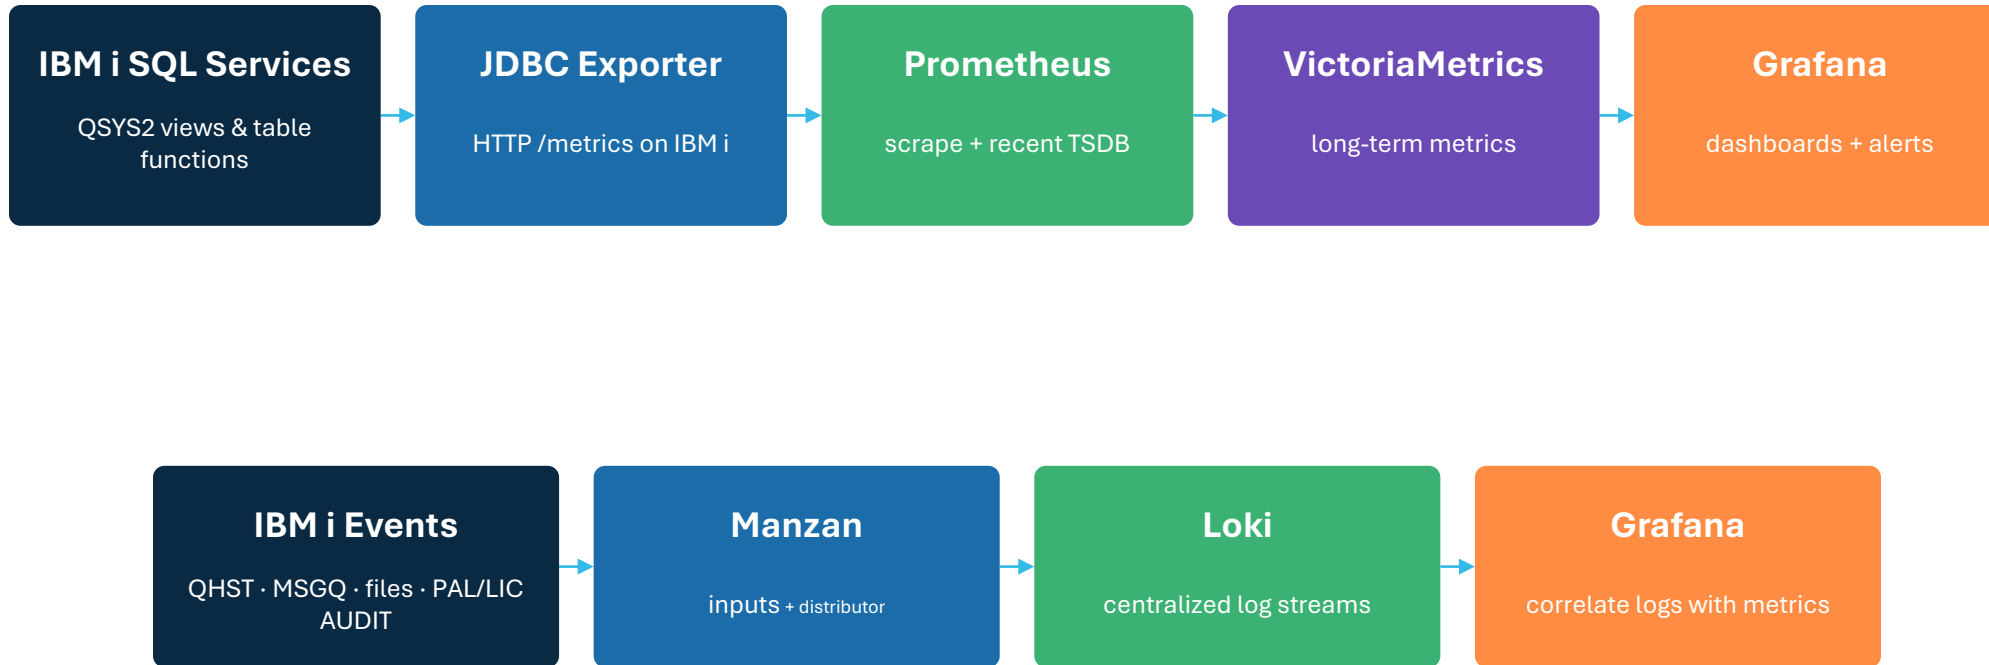 IBM i SQL Services
QSYS2 views & table
functions
JDBC Exporter
HTTP /metrics on IBM i
Prometheus
scrape + recent TSDB
VictoriaMetrics
long-term metrics
Grafana
dashboards + alerts
IBM i Events
QHST · MSGQ · files · PAL/LIC
AUDIT
Manzan
inputs + distributor
Loki
centralized log streams
Grafana
correlate logs with metrics